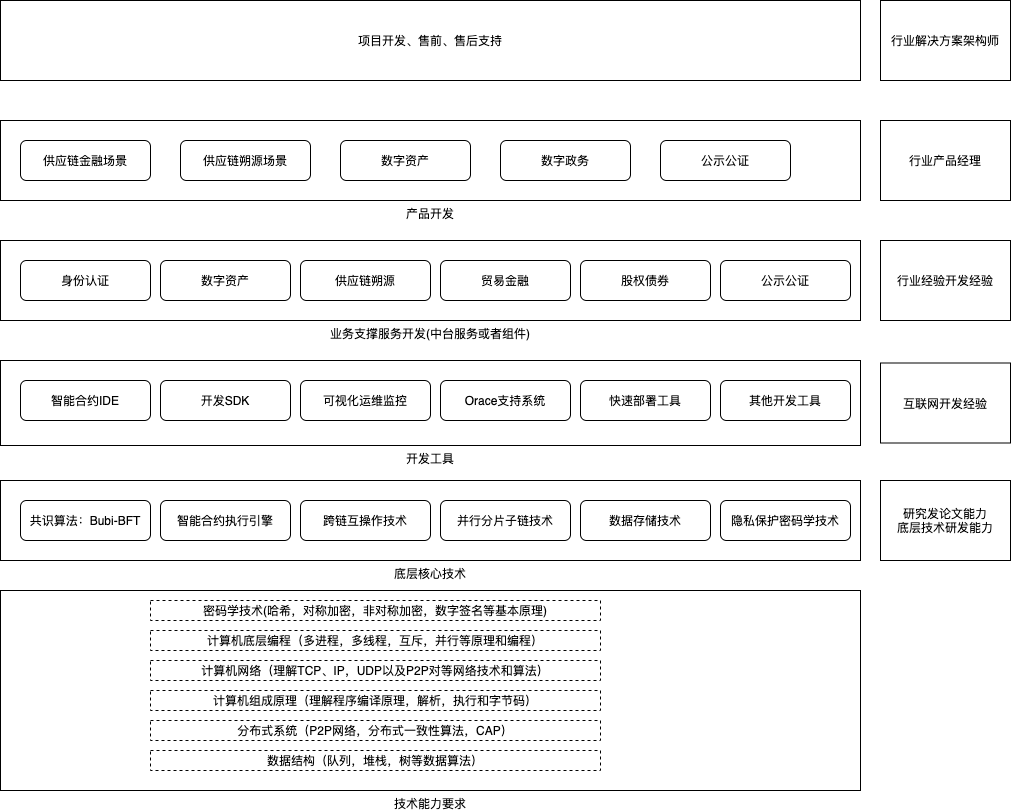 项目开发、售前、售后支持
行业解决方案架构师
供应链金融场景
供应链朔源场景
数字资产
数字政务
公示公证
行业产品经理
产品开发
身份认证
数字资产
供应链朔源
贸易金融
股权债券
公示公证
行业经验开发经验
业务支撑服务开发(中台服务或者组件)
智能合约IDE
开发SDK
可视化运维监控
Orace支持系统
快速部署工具
其他开发工具
互联网开发经验
开发工具
共识算法：Bubi-BFT
智能合约执行引擎
跨链互操作技术
并行分片子链技术
数据存储技术
隐私保护密码学技术
研究发论文能力
底层技术研发能力
底层核心技术
密码学技术(哈希，对称加密，非对称加密，数字签名等基本原理)
计算机底层编程（多进程，多线程，互斥，并行等原理和编程）
计算机网络（理解TCP、IP，UDP以及P2P对等网络技术和算法）
计算机组成原理（理解程序编译原理，解析，执行和字节码）
分布式系统（P2P网络，分布式一致性算法，CAP）
数据结构（队列，堆栈，树等数据算法）
技术能力要求